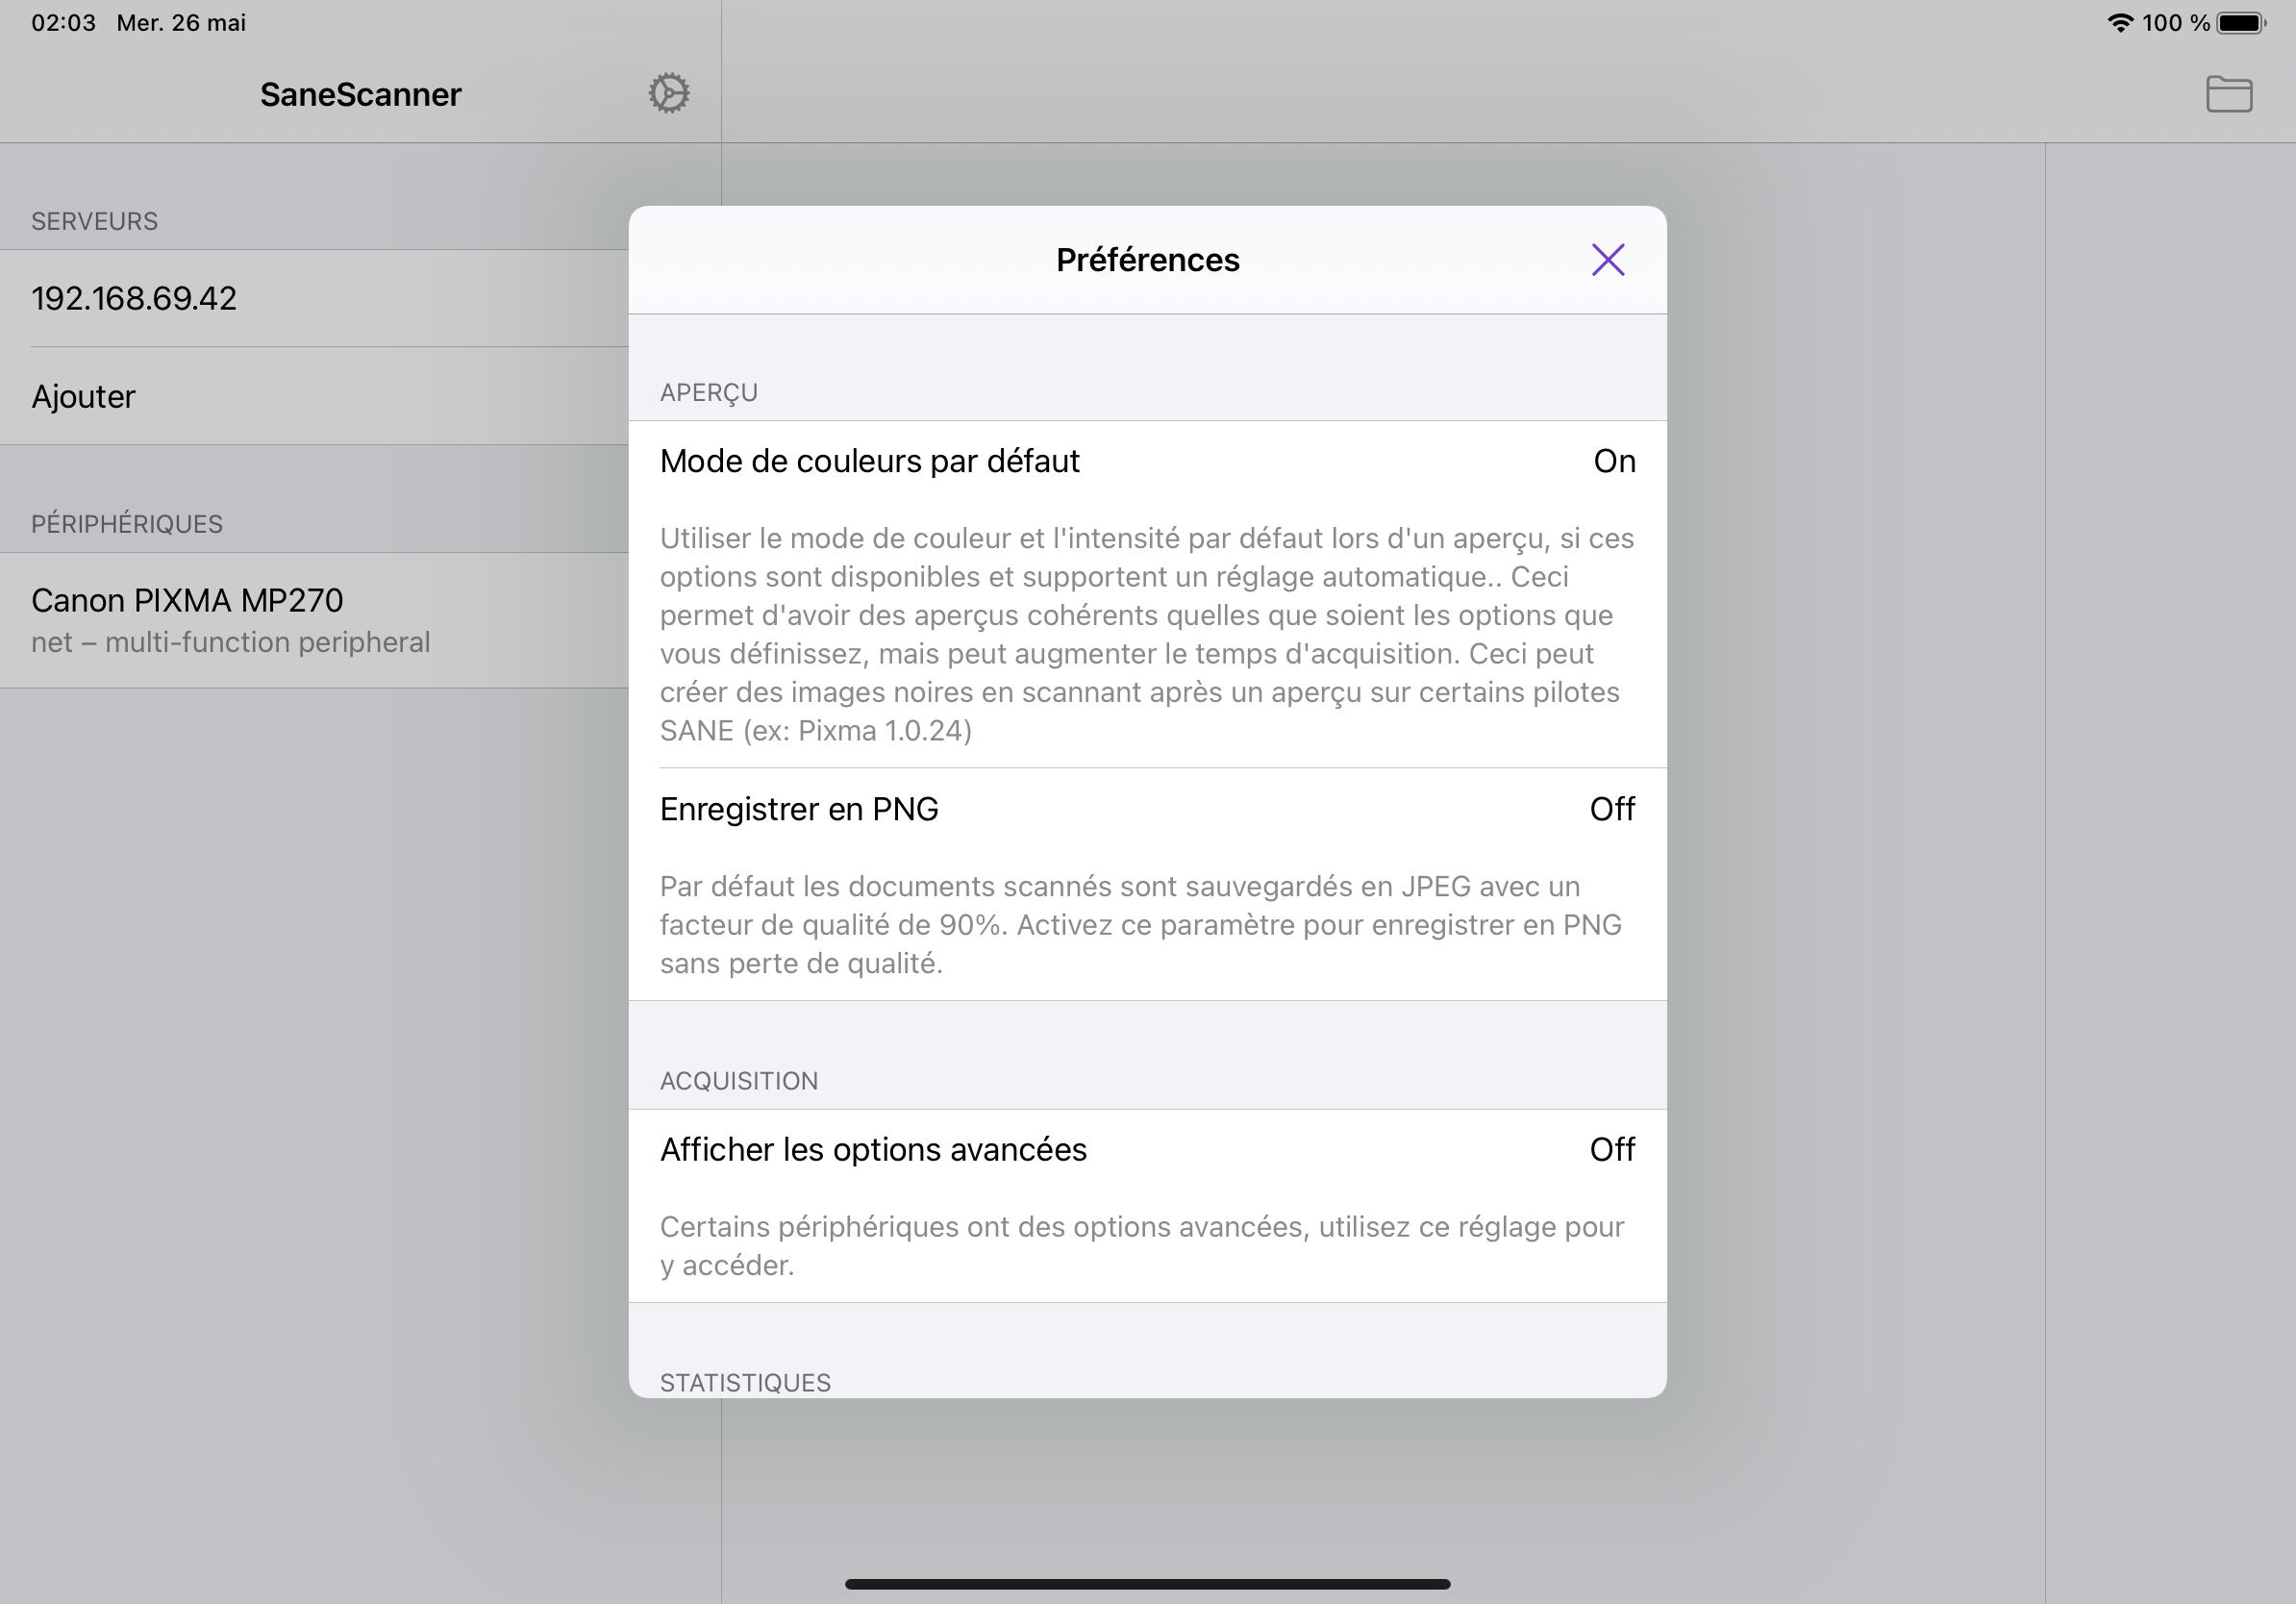 02:03 Mer. 26 mai
100 %
SaneScanner
SERVEURS
192.168.69.42
Ajouter
PÉRIPHÉRIQUES
Canon PIXMA MP270
net – multi-function peripheral
Préférences
APERÇU
Mode de couleurs par défaut On
Utiliser le mode de couleur et l'intensité par défaut lors d'un aperçu, si ces
options sont disponibles et supportent un réglage automatique.. Ceci
permet d'avoir des aperçus cohérents quelles que soient les options que
vous définissez, mais peut augmenter le temps d'acquisition. Ceci peut
créer des images noires en scannant après un aperçu sur certains pilotes
SANE (ex: Pixma 1.0.24)
Enregistrer en PNG Off
Par défaut les documents scannés sont sauvegardés en JPEG avec un
facteur de qualité de 90%. Activez ce paramètre pour enregistrer en PNG
sans perte de qualité.
ACQUISITION
Afficher les options avancées Off
Certains périphériques ont des options avancées, utilisez ce réglage pour
y accéder.
STATISTIQUES